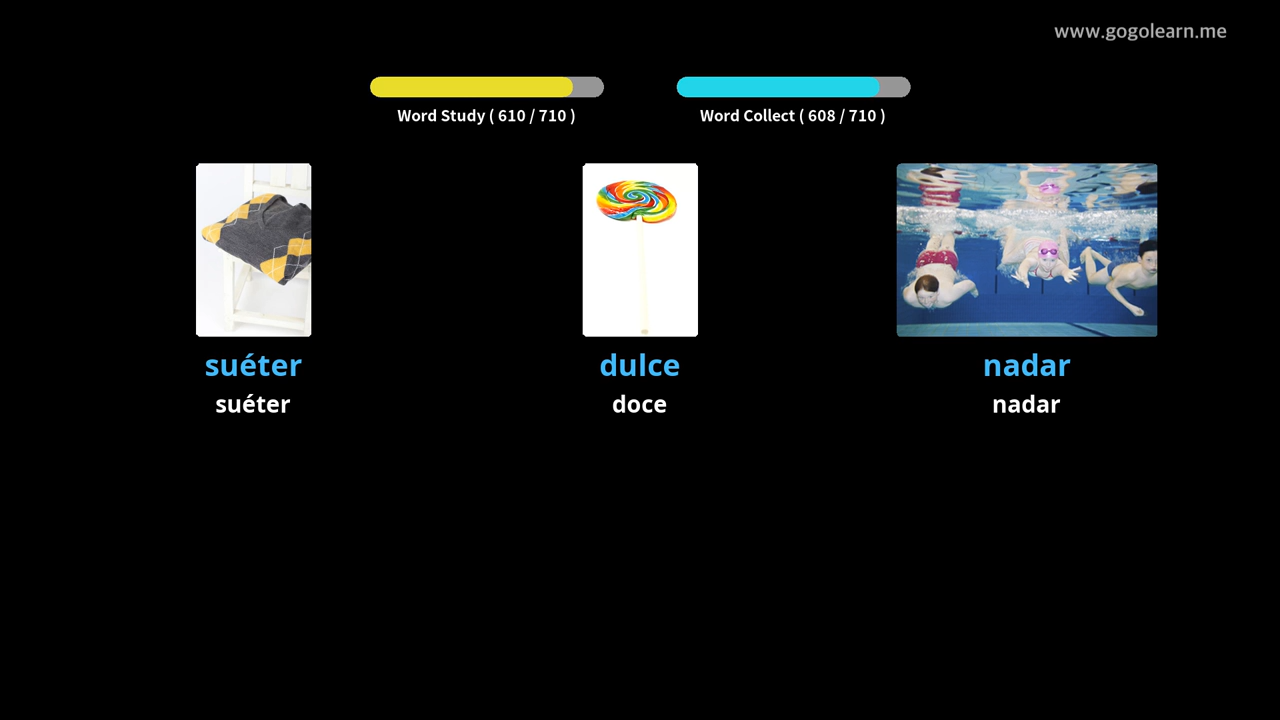 www.gogolearn.me
Word Study ( 610 / 710 )
Word Collect ( 608 / 710 )
suéter
dulce
nadar
suéter
doce
nadar